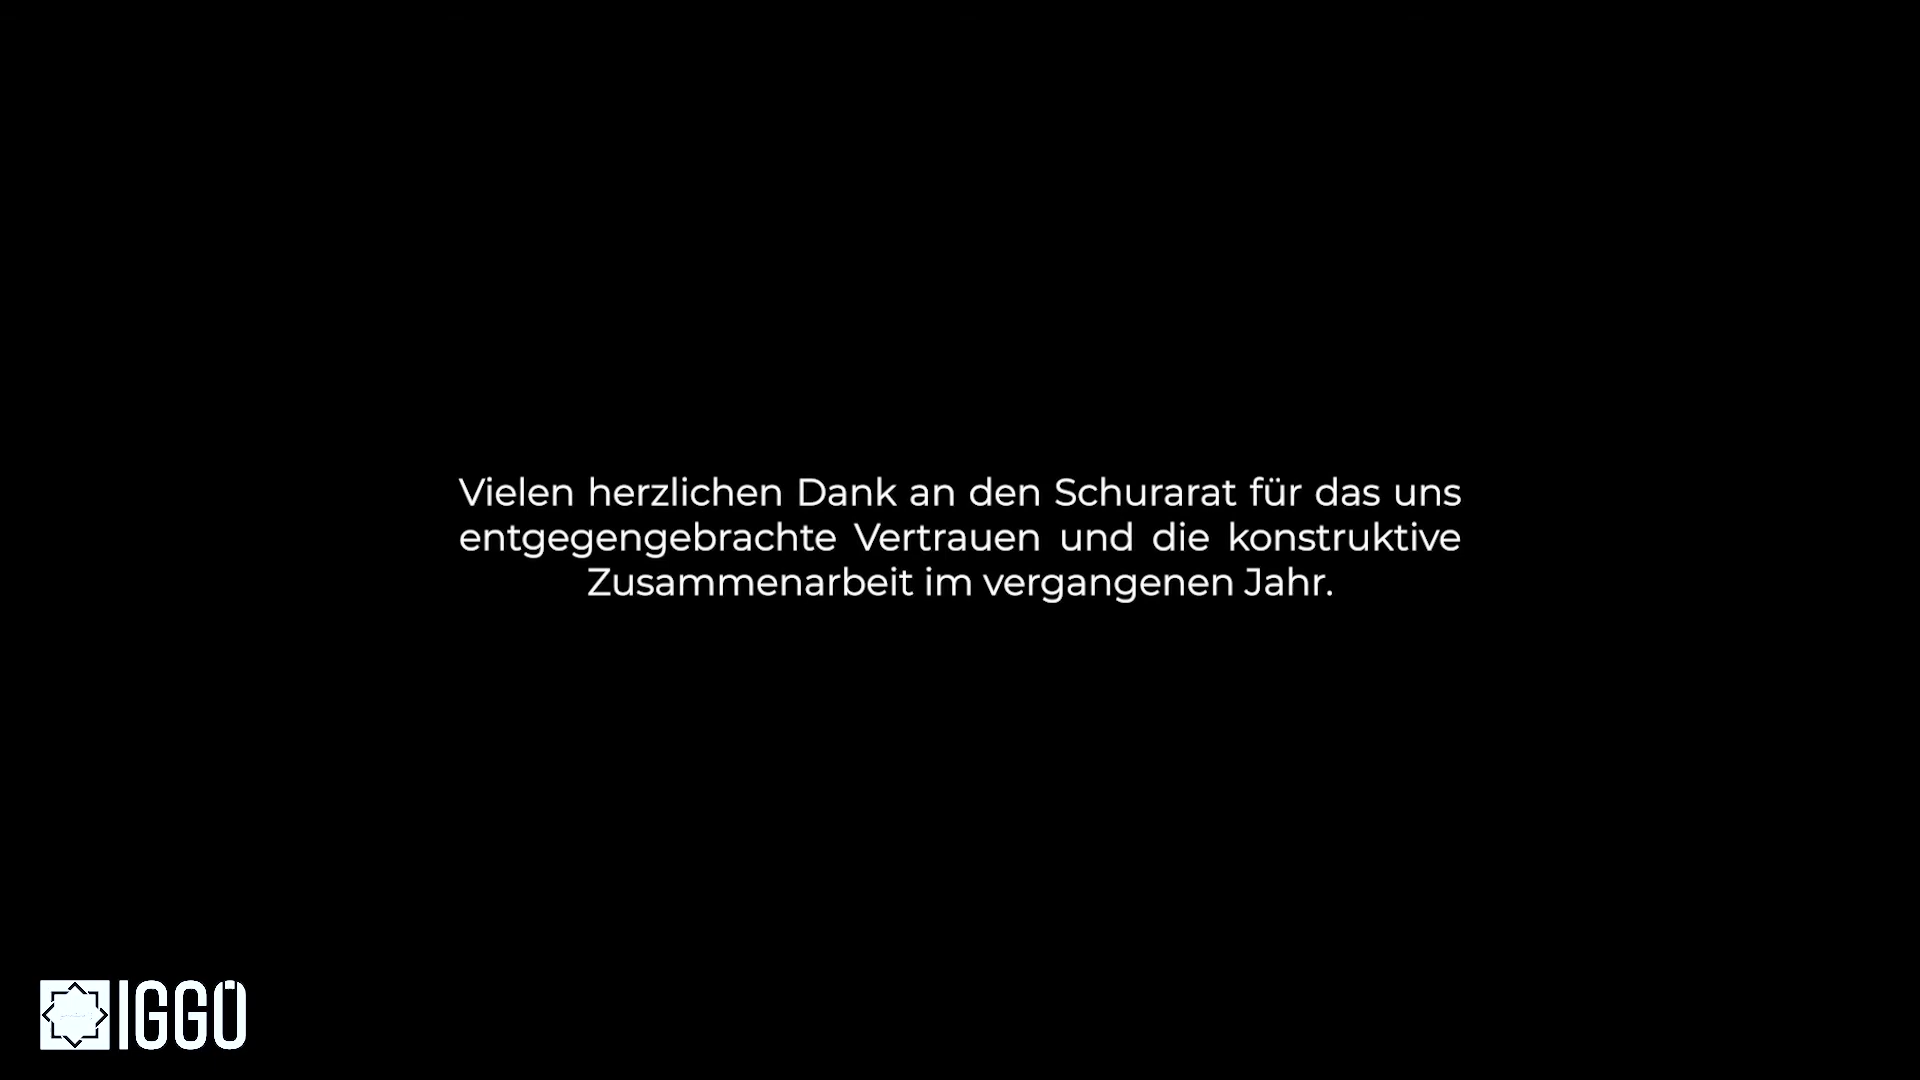 Vielen herzlichen Dank an den Schurarat für das uns
entgegengebrachte Vertrauen und die konstruktive
Zusammenarbeit im vergangenen Jahr.
IGGÖ